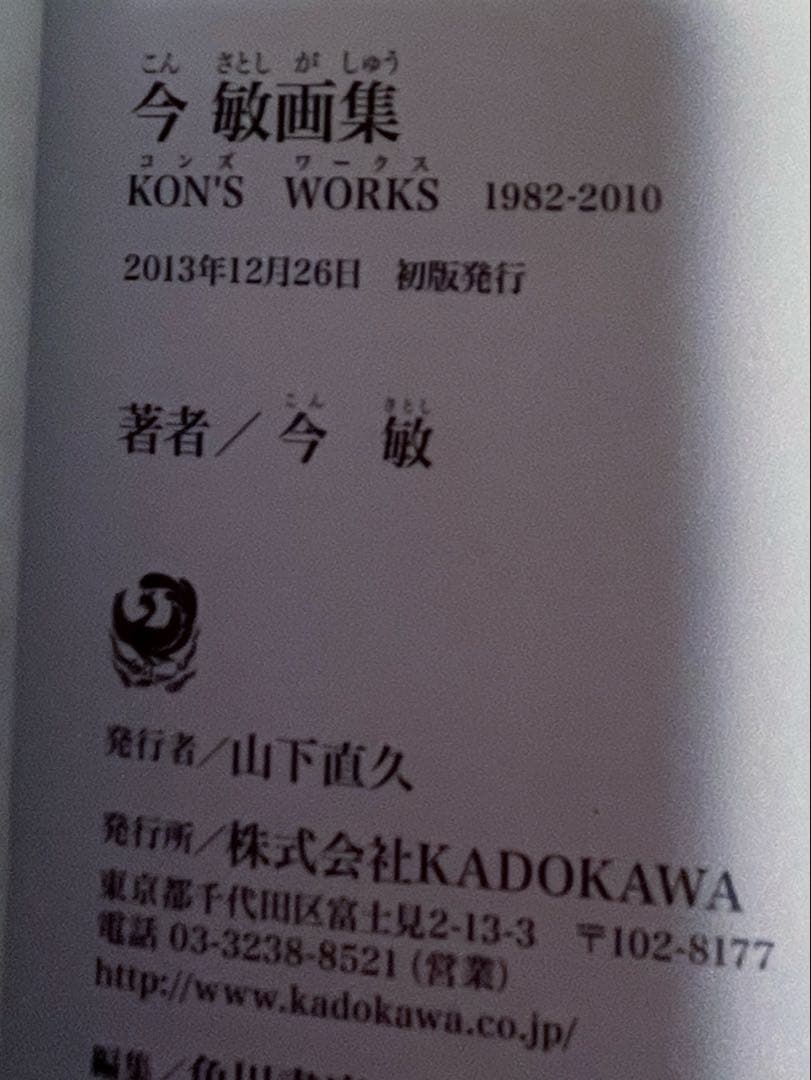 こん さとし が しゅう
今 敏画集
コンズ ワークス
KON'S WORKS 1982-2010
2013年12月26日 初版発行
こん さとし
著者／今 敏
発行者／山下直久
発行所／株式会社KADOKAWA
東京都千代田区富士見2-13-3 〒102-8177
電話 03-3238-8521（営業）
http://www.kadokawa.co.jp/
編集／角川書